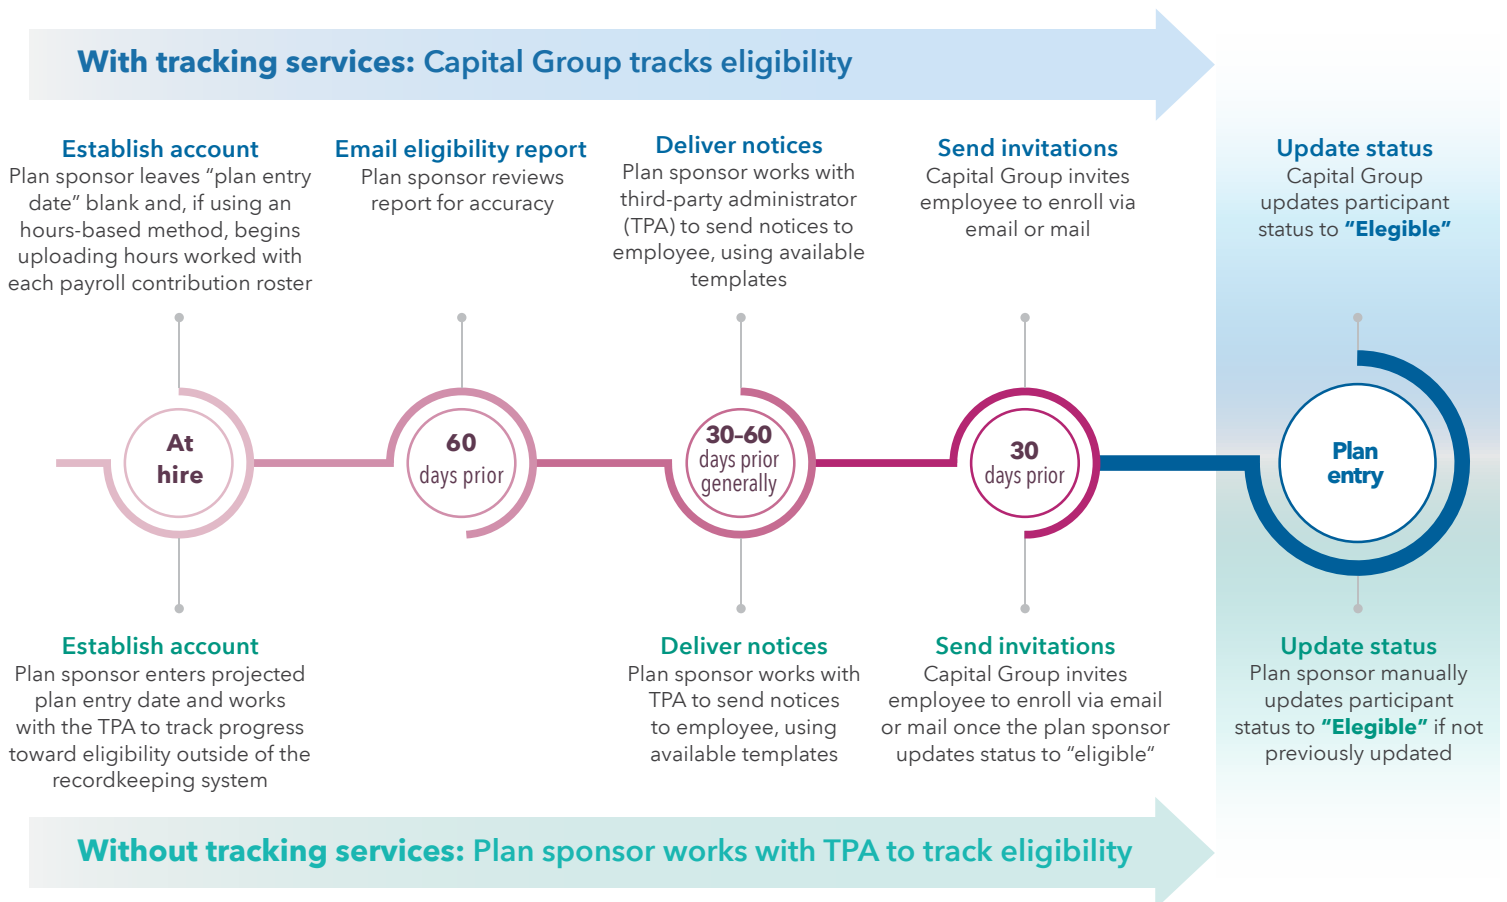 With tracking services: Capital Group tracks eligibility
Establish account
Plan sponsor leaves “plan entry
date” blank and, if using an
hours-based method, begins
uploading hours worked with
each payroll contribution roster
Email eligibility report
Plan sponsor reviews
report for accuracy
Deliver notices
Plan sponsor works with
third-party administrator
(TPA) to send notices to
employee, using available
templates
Send invitations
Capital Group invites
employee to enroll via
email or mail
Update status
Capital Group
updates participant
status to “Elegible”
At
hire
60
days prior
30–60
days prior
generally
30
days prior
Plan
entry
Establish account
Plan sponsor enters projected
plan entry date and works
with the TPA to track progress
toward eligibility outside of the
recordkeeping system
Deliver notices
Plan sponsor works with
TPA to send notices
to employee, using
available templates
Send invitations
Capital Group invites
employee to enroll via email
or mail once the plan sponsor
updates status to “eligible“
Update status
Plan sponsor manually
updates participant
status to “Elegible” if not
previously updated
Without tracking services: Plan sponsor works with TPA to track eligibility